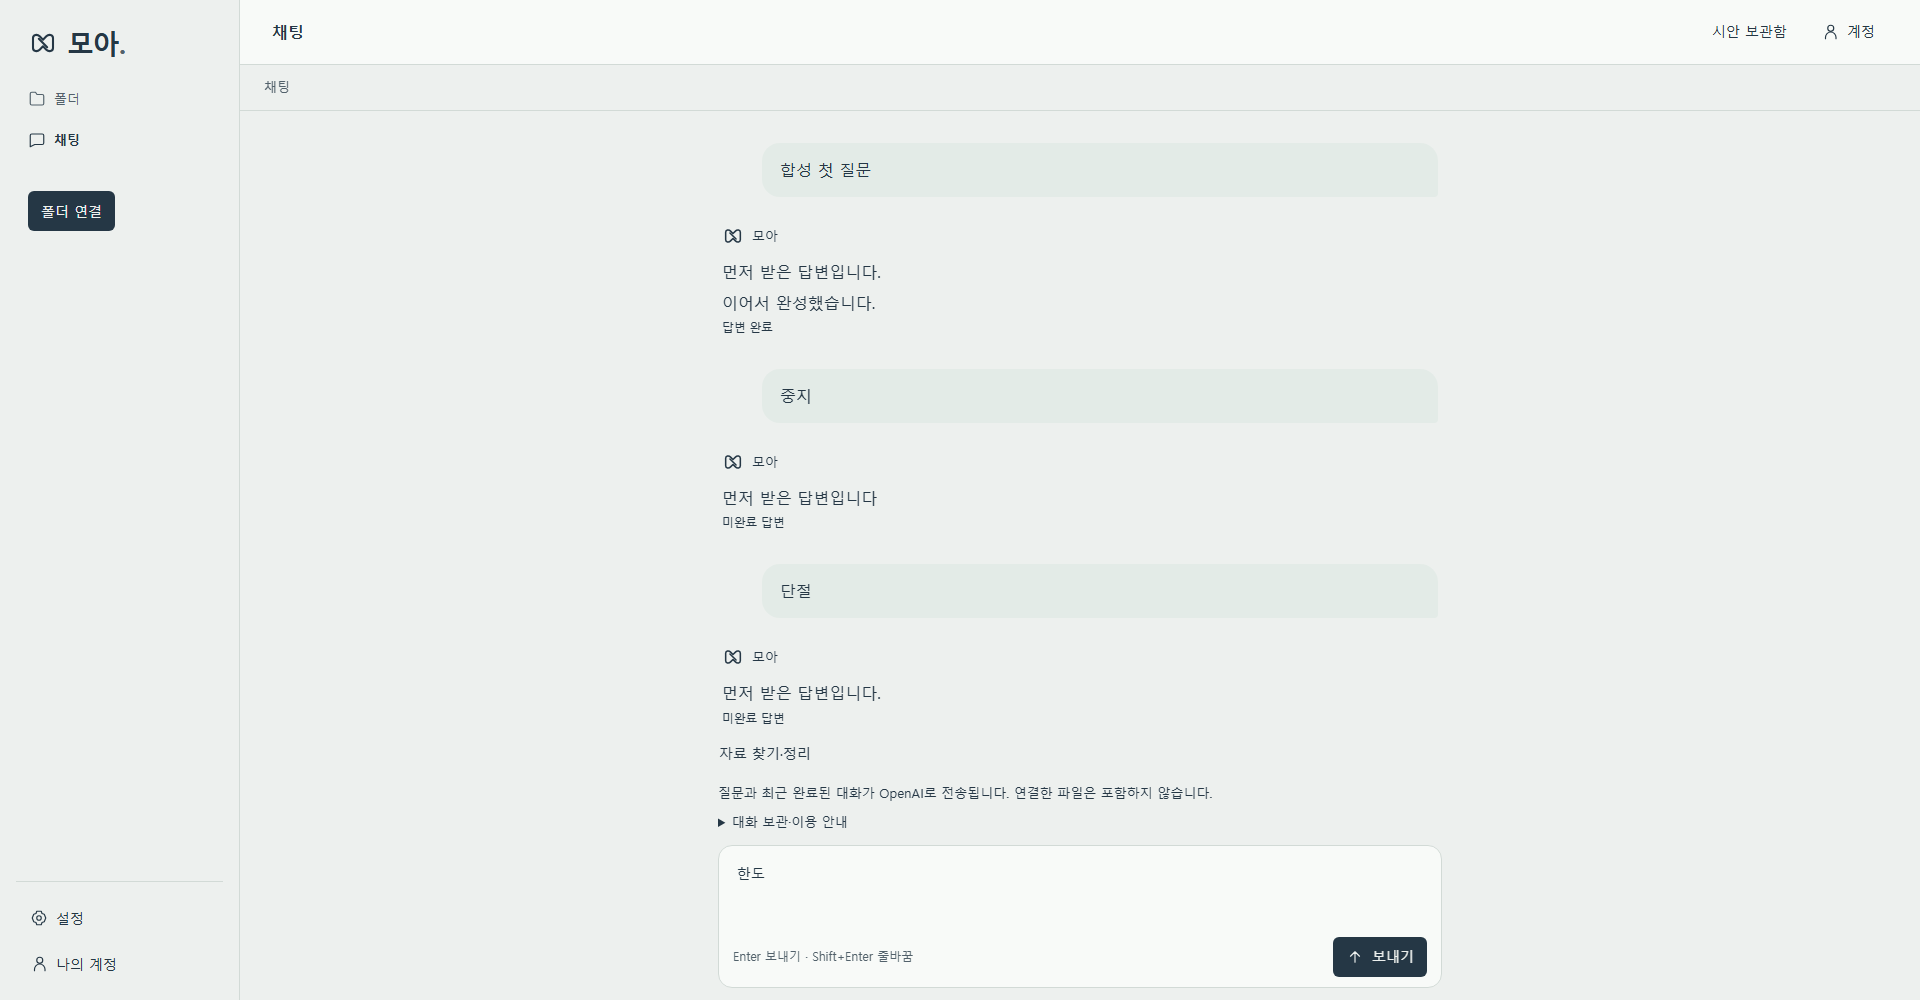 모아.
폴더
채팅
폴더 연결
설정
나의 계정
채팅
시안 보관함
계정
채팅
합성 첫 질문
모아
먼저 받은 답변입니다.
이어서 완성했습니다.
답변 완료
중지
모아
먼저 받은 답변입니다
미완료 답변
단절
모아
먼저 받은 답변입니다.
미완료 답변
자료 찾기·정리
질문과 최근 완료된 대화가 OpenAI로 전송됩니다. 연결한 파일은 포함하지 않습니다.
▶ 대화 보관·이용 안내
한도
Enter 보내기 · Shift+Enter 줄바꿈
보내기